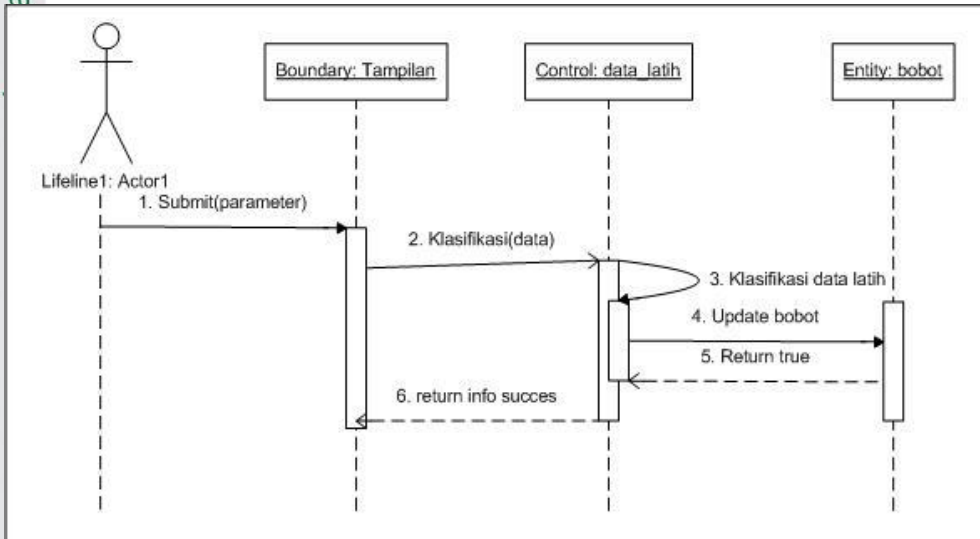 Boundary: Tampilan
Control: data_latih
Entity: bobot
Lifeline1: Actor1
1. Submit(parameter)
2. Klasifikasi(data)
3. Klasifikasi data latih
4. Update bobot
5. Return true
6. return info succes